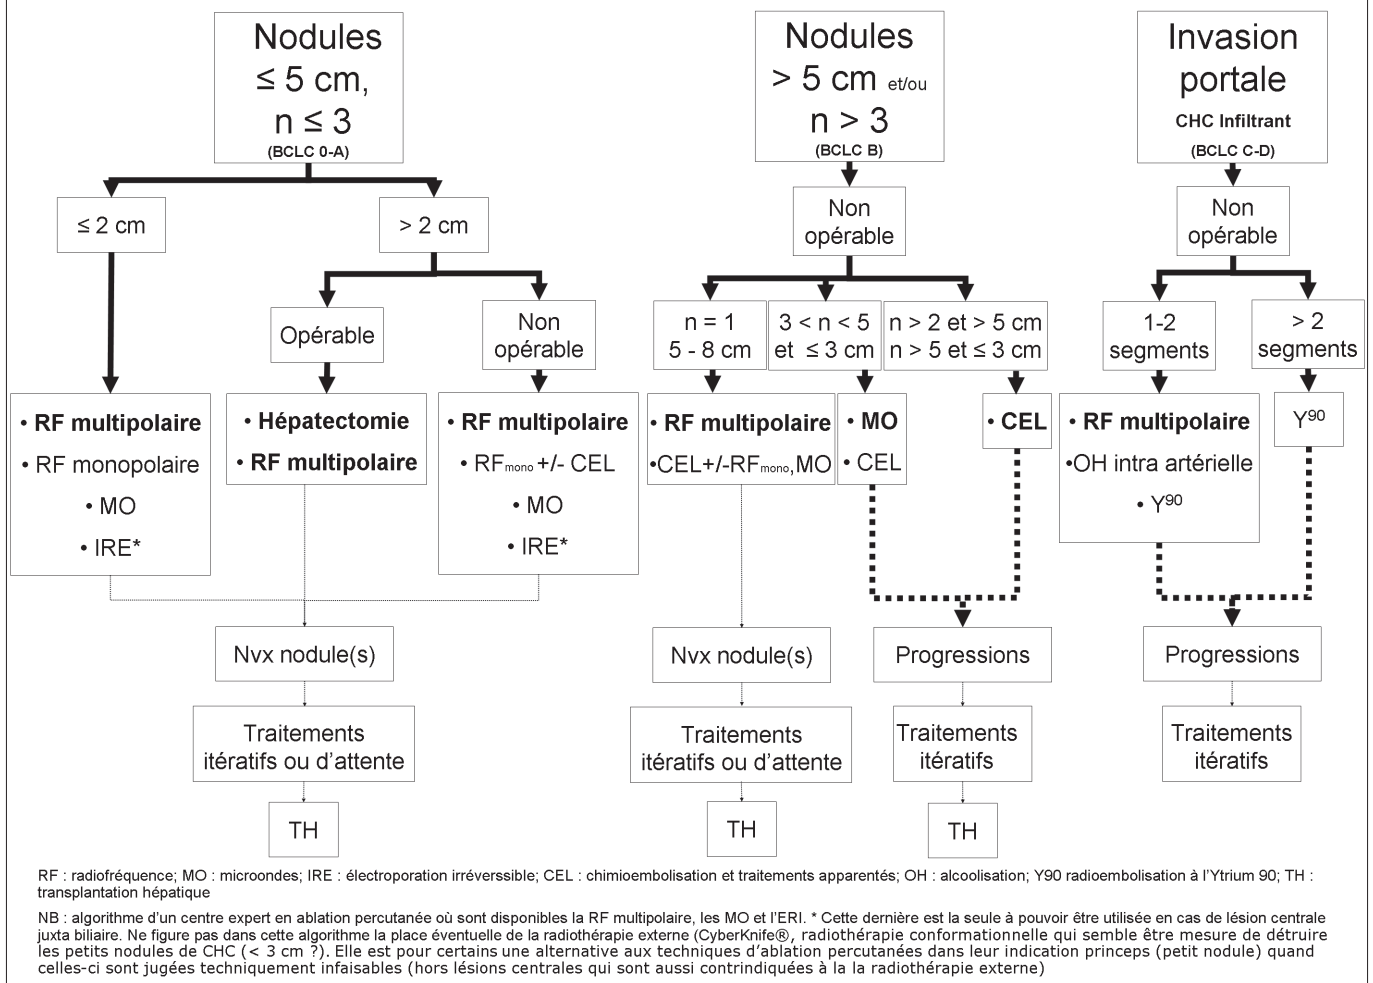 Nodules
≤ 5 cm,
n ≤ 3
(BCLC 0-A)
Nodules
> 5 cm et/ou
n > 3
(BCLC B)
Invasion
portale
CHC Infiltrant
(BCLC C-D)
≤ 2 cm
> 2 cm
Non
opérable
Non
opérable
Opérable
Non
opérable
n = 1
5 - 8 cm
3 < n < 5
et ≤ 3 cm
n > 2 et > 5 cm
n > 5 et ≤ 3 cm
1-2
segments
> 2
segments
• RF multipolaire
• RF monopolaire
• MO
• IRE*
• Hépatectomie
• RF multipolaire
• RF multipolaire
• RFmono +/- CEL
• MO
• IRE*
• RF multipolaire
•CEL+/-RFmono,MO
• MO
• CEL
• CEL
• RF multipolaire
•OH intra artérielle
• Y90
Y90
Nvx nodule(s)
Nvx nodule(s)
Progressions
Progressions
Traitements
itératifs ou d’attente
Traitements
itératifs ou d’attente
Traitements
itératifs
Traitements
itératifs
TH
TH
TH
RF : radiofréquence; MO : microondes; IRE : électroporation irréverssible; CEL : chimioembolisation et traitements apparentés; OH : alcoolisation; Y90 radioembolisation à l’Ytrium 90; TH :
transplantation hépatique
NB : algorithme d’un centre expert en ablation percutanée où sont disponibles la RF multipolaire, les MO et l’ERI. * Cette dernière est la seule à pouvoir être utilisée en cas de lésion centrale
juxta biliaire. Ne figure pas dans cette algorithme la place éventuelle de la radiothérapie externe (CyberKnife®, radiothérapie conformationnelle qui semble être mesure de détruire
les petits nodules de CHC (< 3 cm ?). Elle est pour certains une alternative aux techniques d’ablation percutanées dans leur indication princeps (petit nodule) quand
celles-ci sont jugées techniquement infaisables (hors lésions centrales qui sont aussi contrindiquées à la la radiothérapie externe)